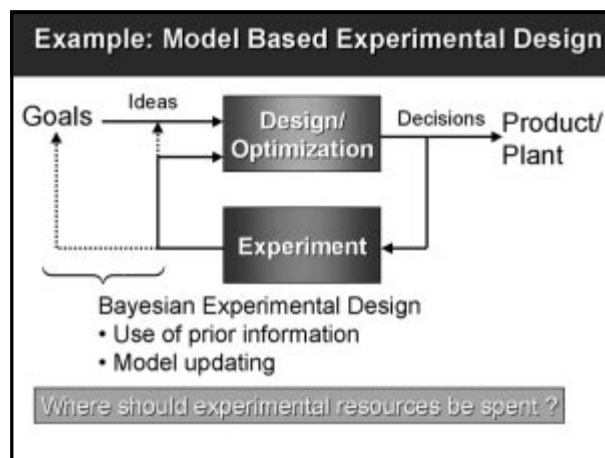 Example: Model Based Experimental Design
Goals
Ideas
Design/
Optimization
Decisions
Product/
Plant
Experiment
Bayesian Experimental Design
• Use of prior information
• Model updating
Where should experimental resources be spent ?